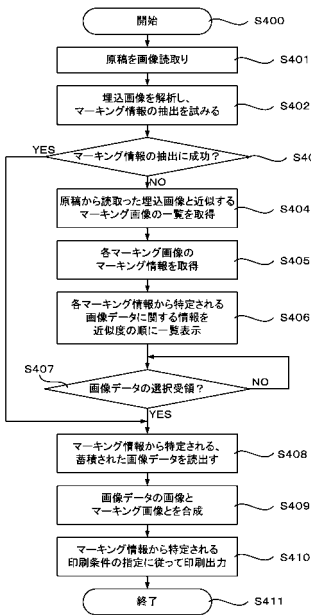 開始
S400
原稿を画像読取り
S401
埋込画像を解析し、
マーキング情報の抽出を試みる
S402
YES
マーキング情報の抽出に成功？
NO
原稿から読取った埋込画像と近似する
マーキング画像の一覧を取得
S404
各マーキング画像の
マーキング情報を取得
S405
各マーキング情報から特定される
画像データに関する情報を
近似度の順に一覧表示
S406
S407
画像データの選択受領？
NO
YES
マーキング情報から特定される、
蓄積された画像データを読出す
S408
画像データの画像と
マーキング画像とを合成
S409
マーキング情報から特定される
印刷条件の指定に従って印刷出力
S410
終了
S411